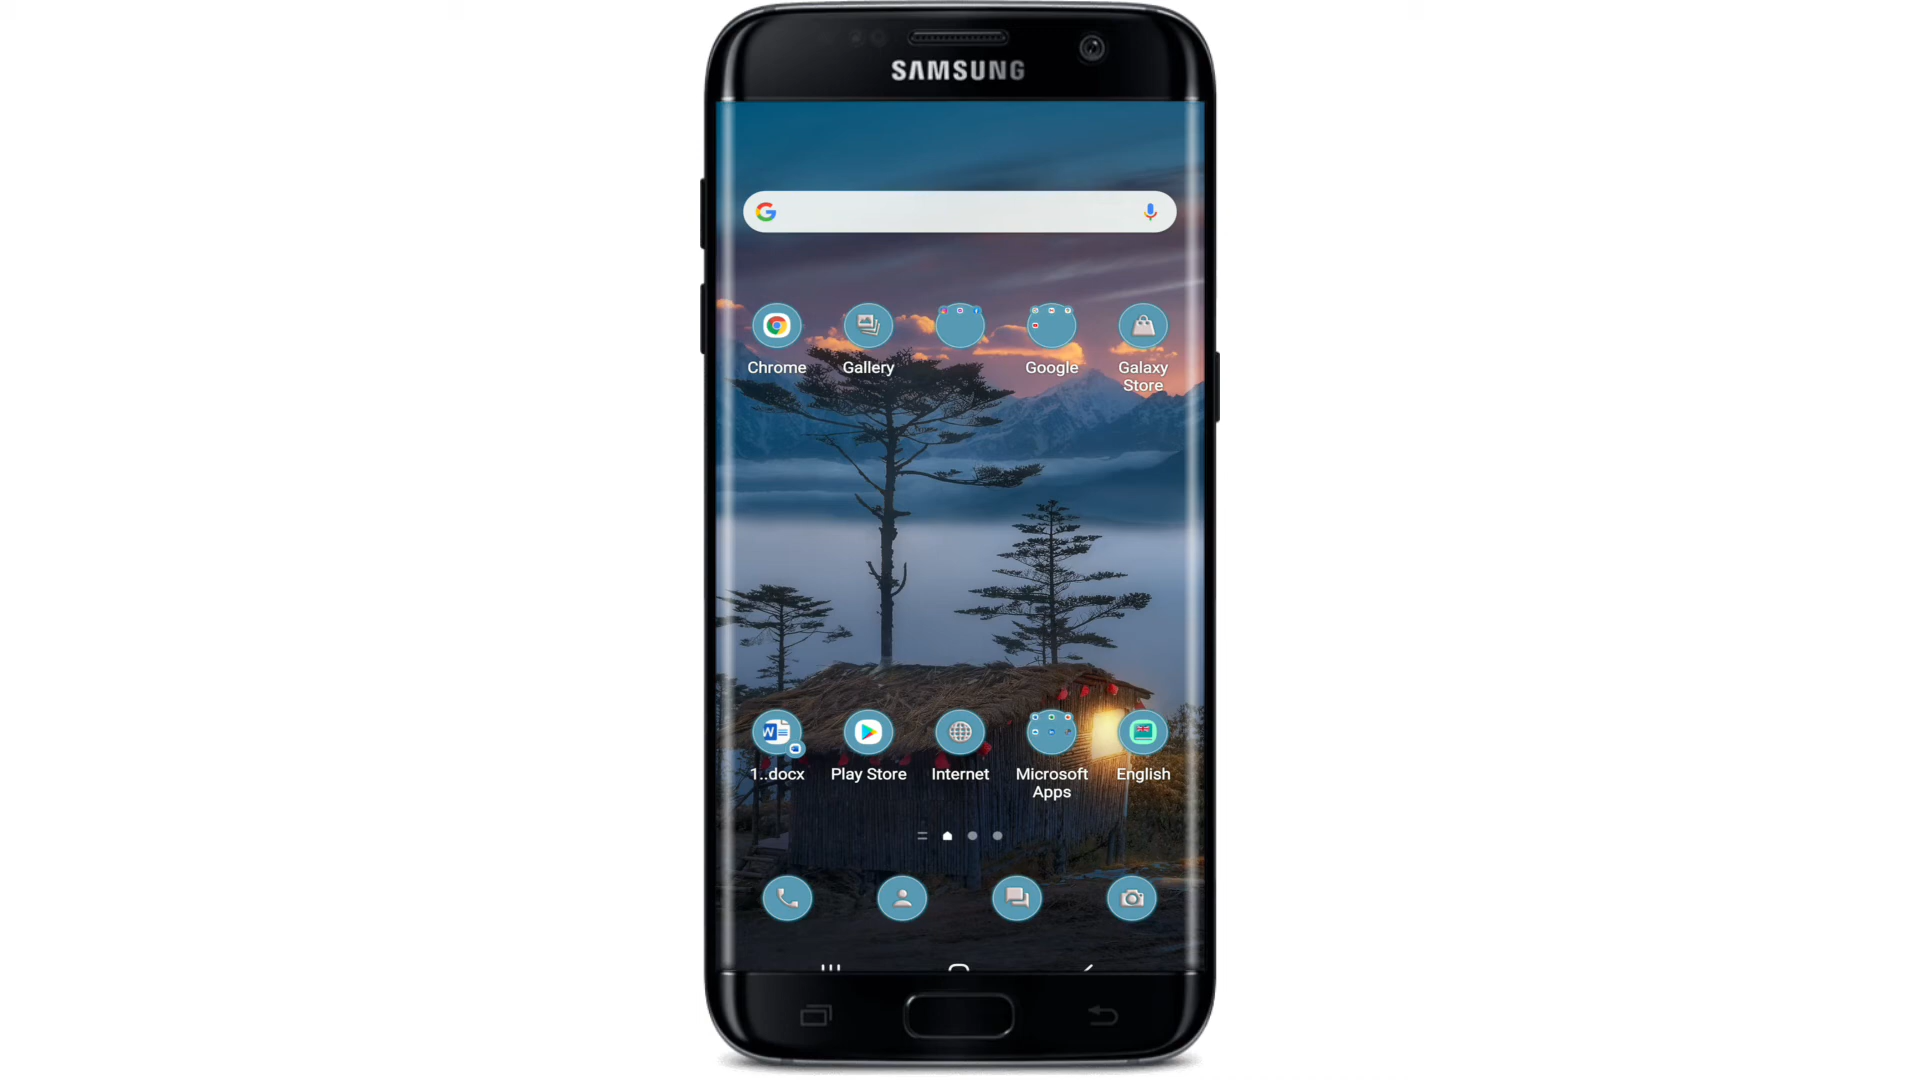 SAMSUNG
Chrome
Gallery
Google
Galaxy
Store
1..docx
Play Store
Internet
Microsoft
Apps
English